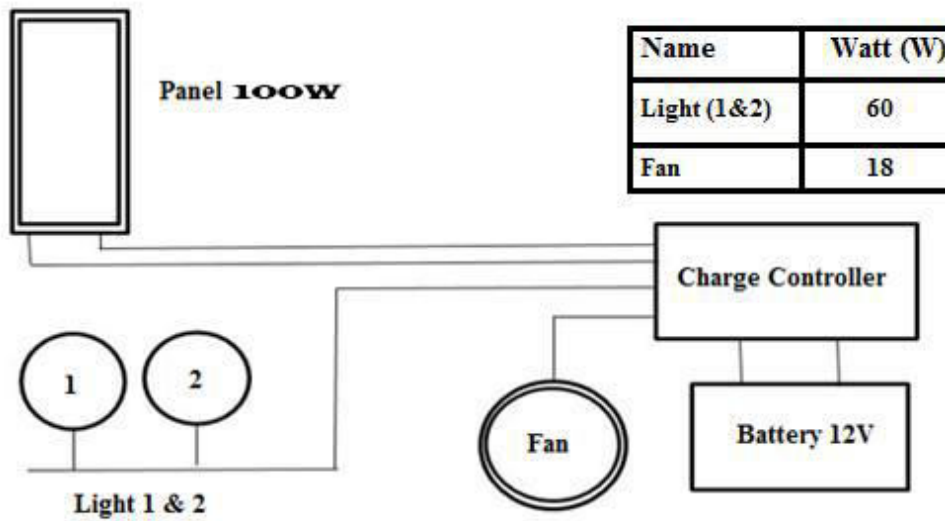 Panel 100W
Name Watt (W)
Light (1&2) 60
Fan 18
Charge Controller
1
2
Fan
Battery 12V
Light 1 & 2